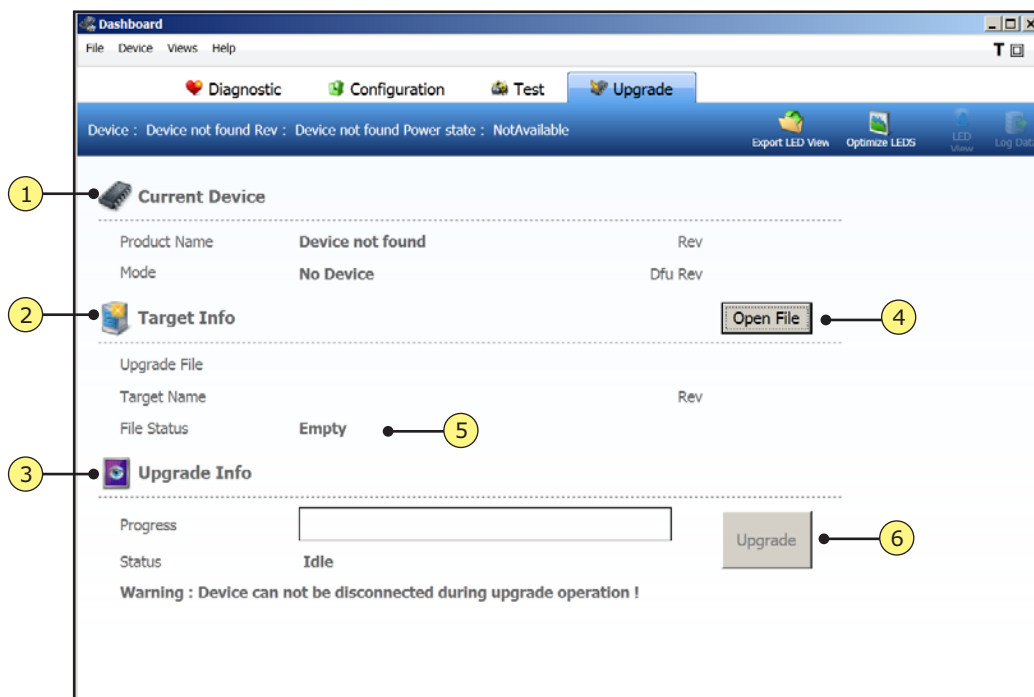 Dashboard
File Device Views Help
T
Diagnostic Configuration Test Upgrade
Device : Device not found Rev : Device not found Power state : NotAvailable
Export LED View Optimize LEDS LED View Log Data
1 Current Device
Product Name Device not found Rev
Mode No Device Dfu Rev
2 Target Info Open File 4
Upgrade File
Target Name Rev
File Status Empty 5
3 Upgrade Info
Progress Upgrade 6
Status Idle
Warning : Device can not be disconnected during upgrade operation !